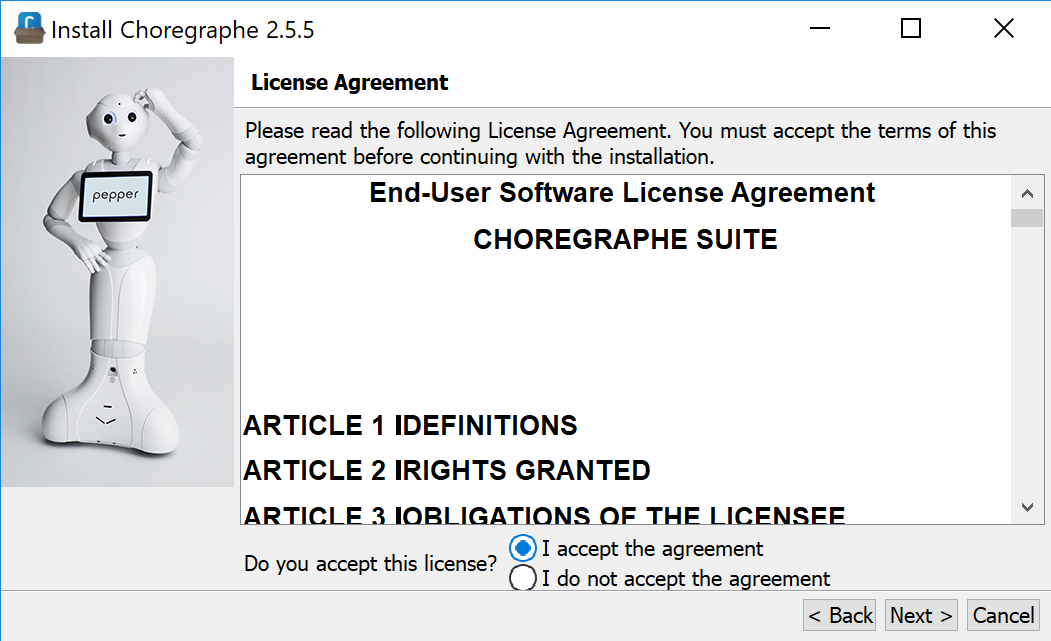 Install Choregraphe 2.5.5
pepper
License Agreement
Please read the following License Agreement. You must accept the terms of this
agreement before continuing with the installation.
End-User Software License Agreement
CHOREGRAPHE SUITE
ARTICLE 1 IDEFINITIONS
ARTICLE 2 IRIGHTS GRANTED
ARTICLE 3 IOBLIGATIONS OF THE LICENSEE
Do you accept this license?
I accept the agreement
I do not accept the agreement
< Back
Next >
Cancel